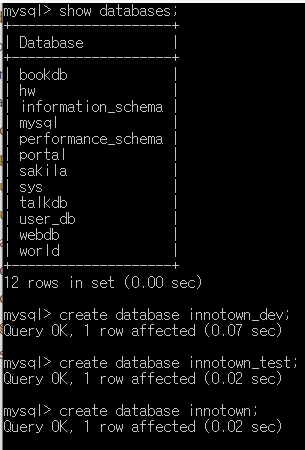 mysql> show databases;
+--------------------+
| Database           |
+--------------------+
| bookdb             |
| hw                 |
| information_schema |
| mysql              |
| performance_schema |
| portal             |
| sakila             |
| sys                |
| talkdb             |
| user_db            |
| webdb              |
| world              |
+--------------------+
12 rows in set (0.00 sec)
mysql> create database innotown_dev;
Query OK, 1 row affected (0.07 sec)
mysql> create database innotown_test;
Query OK, 1 row affected (0.02 sec)
mysql> create database innotown;
Query OK, 1 row affected (0.02 sec)